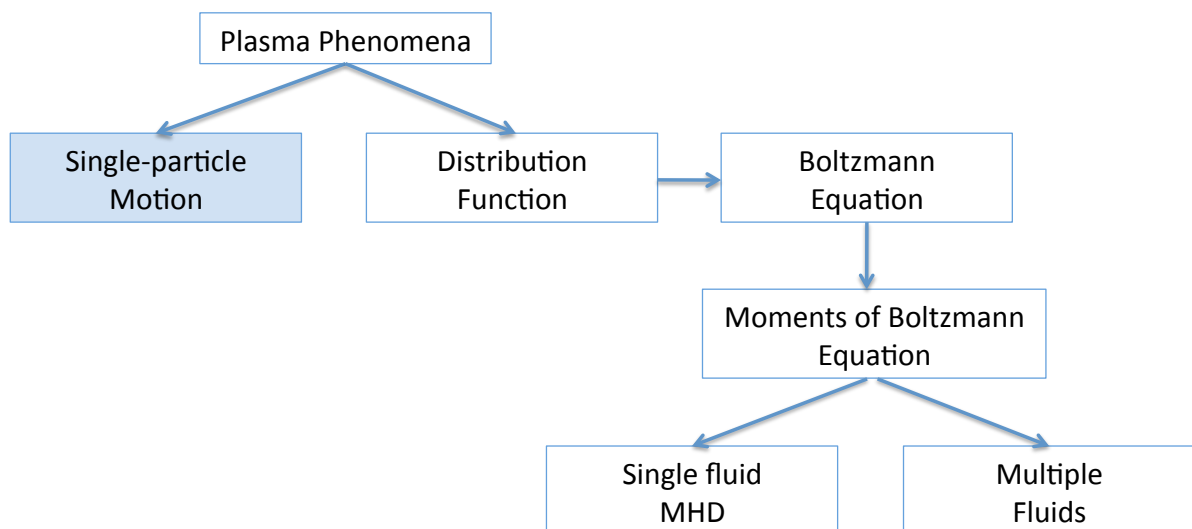 Plasma Phenomena
Single-particle
Motion
Distribution
Function
Boltzmann
Equation
Moments of Boltzmann
Equation
Single fluid
MHD
Multiple
Fluids